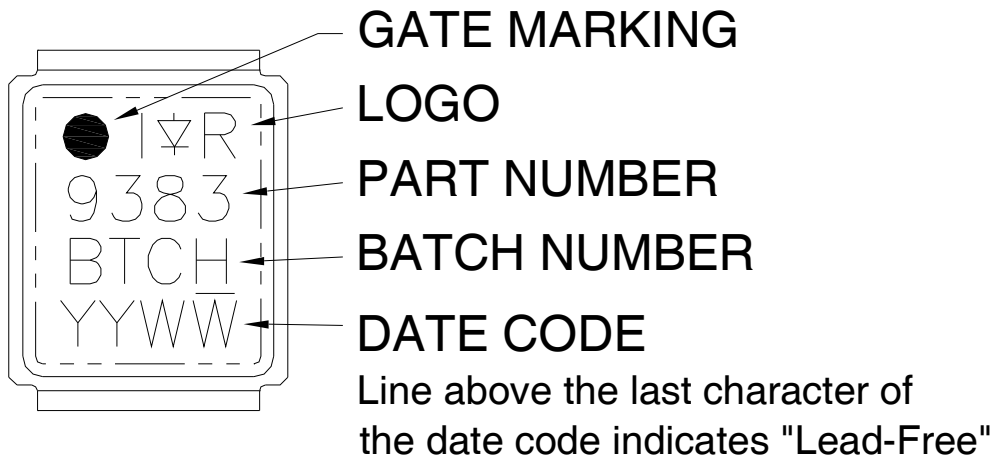 GATE MARKING
I R
LOGO
9383
PART NUMBER
BTCH
BATCH NUMBER
YYWW
DATE CODE
Line above the last character of
the date code indicates "Lead-Free"